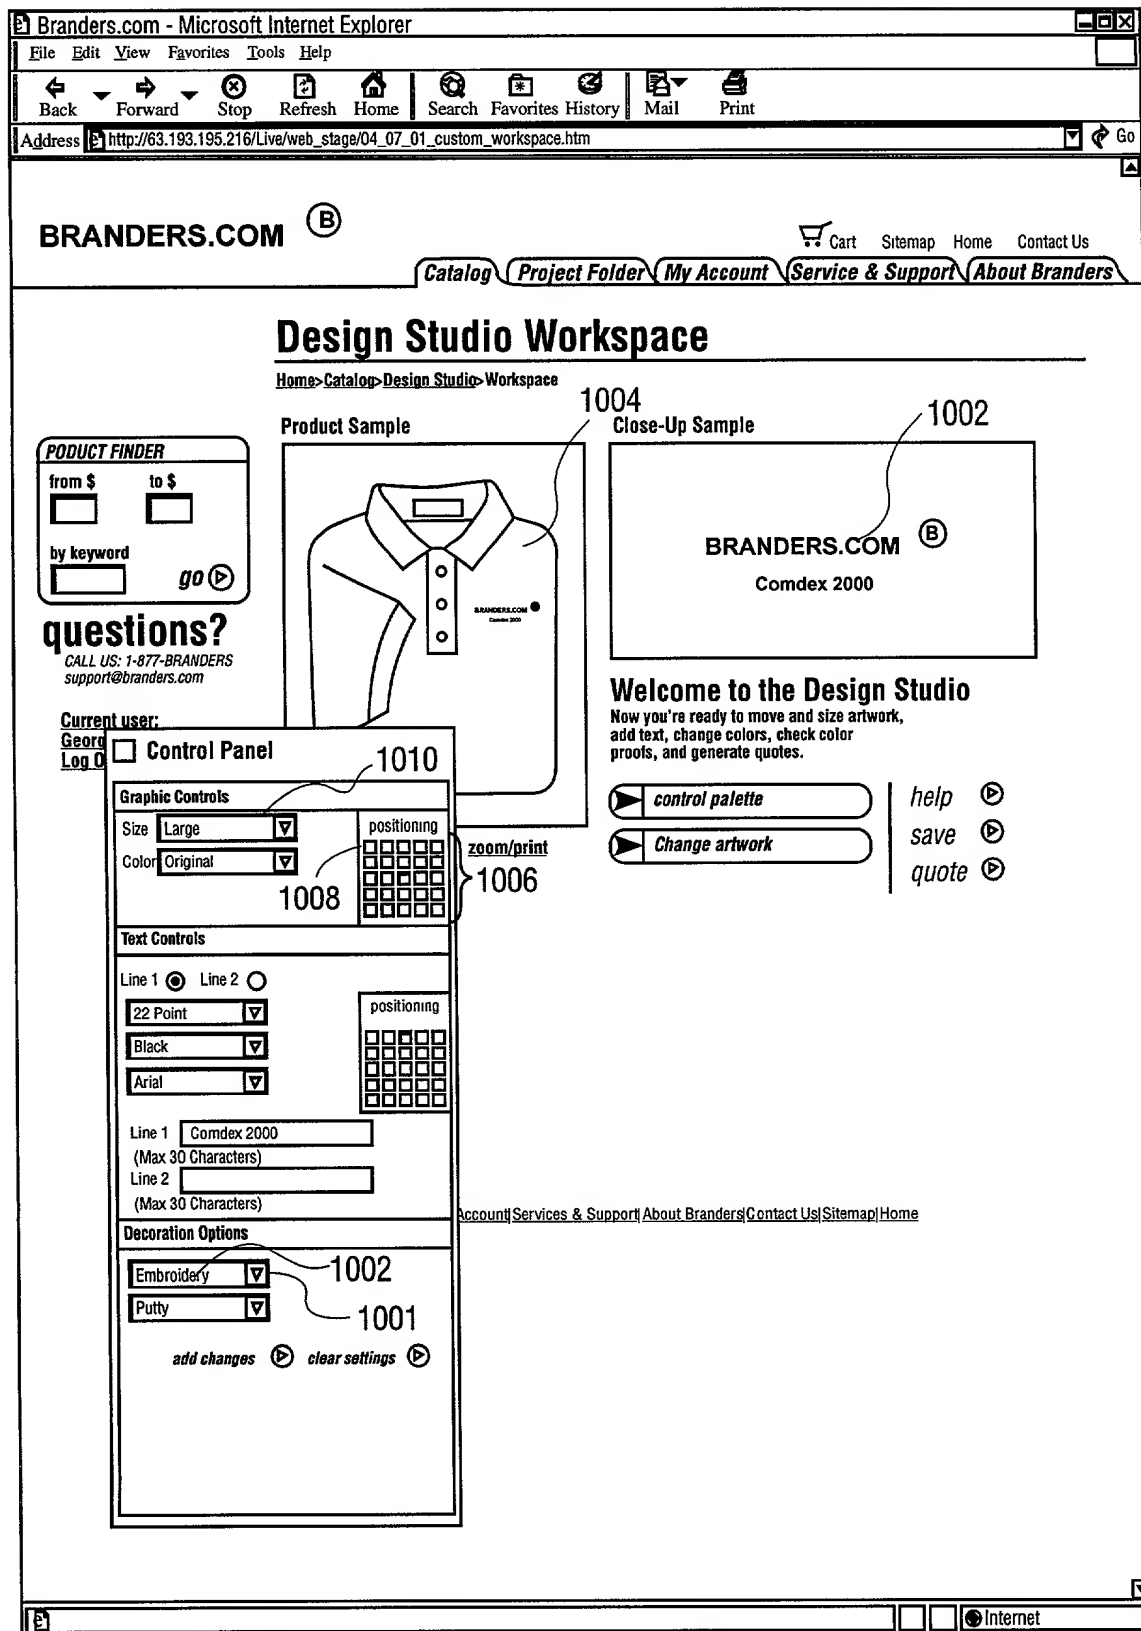 Branders.com - Microsoft Internet Explorer
File Edit View Favorites Tools Help
Back Forward Stop Refresh Home Search Favorites History Mail Print
Address http://63.193.195.216/Live/web_stage/04_07_01_custom_workspace.htm Go
BRANDERS.COM B
Cart Sitemap Home Contact Us
Catalog Project Folder My Account Service & Support About Branders
Design Studio Workspace
Home>Catalog>Design Studio>Workspace
1004
1002
Product Sample
Close-Up Sample
PODUCT FINDER
from $ to $
by keyword
go
BRANDERS.COM B
Comdex 2000
BRANDERS.COM
Comdex 2000
questions?
CALL US: 1-877-BRANDERS
support@branders.com
Current user:
Georg
Log O
Welcome to the Design Studio
Now you're ready to move and size artwork,
add text, change colors, check color
proofs, and generate quotes.
control palette
Change artwork
help
save
quote
Control Panel
1010
Graphic Controls
Size Large
Color Original
positioning
zoom/print
1008
1006
Text Controls
Line 1 Line 2
22 Point
Black
Arial
positioning
Line 1 Comdex 2000
(Max 30 Characters)
Line 2
(Max 30 Characters)
Account|Services & Support|About Branders|Contact Us|Sitemap|Home
Decoration Options
Embroidery
1002
Putty
1001
add changes clear settings
Internet